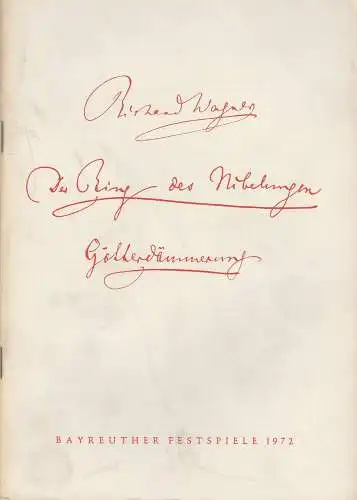 Richard Wagner
Der Ring des Nibelungen
Götterdämmerung
BAYREUTHER FESTSPIELE 1972